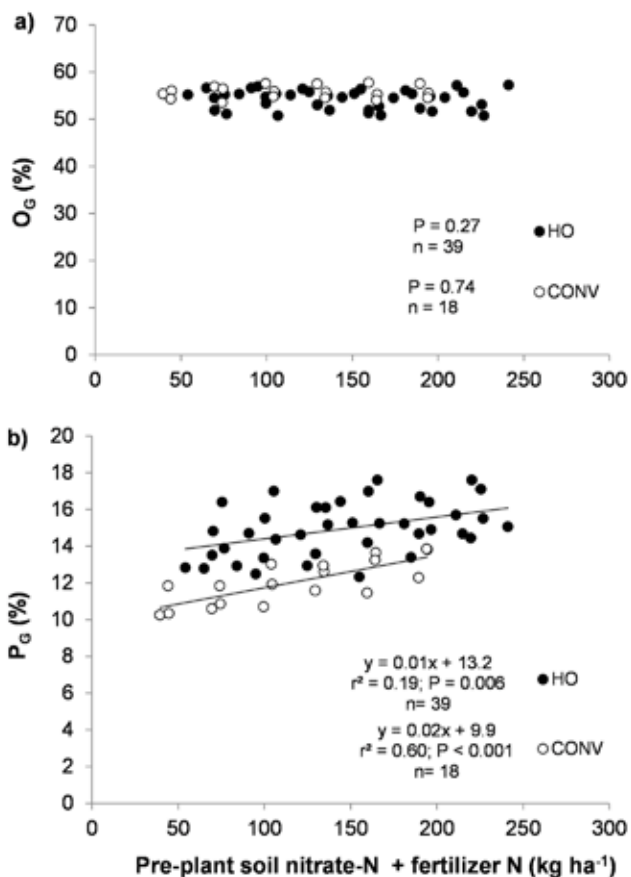 a)
70
60
50
40
30
20
10
0
O_G (%)
P = 0.27
n = 39
HO
P = 0.74
n = 18
CONV
0 50 100 150 200 250 300
b)
20
18
16
14
12
10
8
6
4
2
0
P_G (%)
y = 0.01x + 13.2
r² = 0.19; P = 0.006
n= 39
HO
y = 0.02x + 9.9
r² = 0.60; P < 0.001
n= 18
CONV
0 50 100 150 200 250 300
Pre-plant soil nitrate-N + fertilizer N (kg ha⁻¹)